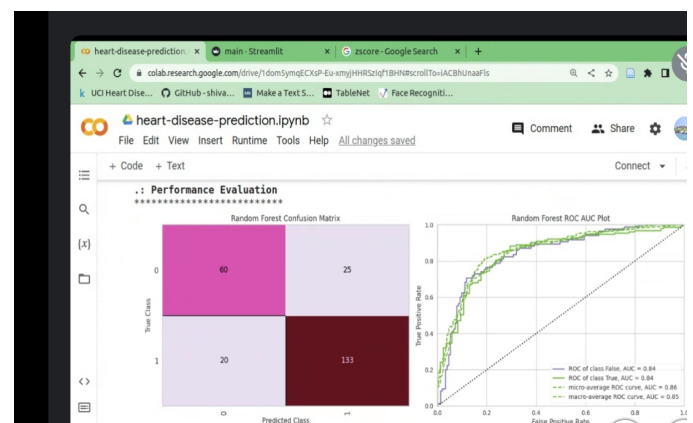 heart-disease-prediction
main · Streamlit
zscore - Google Search
colab.research.google.com/drive/1dom5ymqECXsP-Eu-xmyjHHRSzIqf1BHN#scrollTo=iACBhUnaaFls
UCI Heart Dise...
GitHub - shiva...
Make a Text S...
TableNet
Face Recogniti...
heart-disease-prediction.ipynb
File Edit View Insert Runtime Tools Help All changes saved
Comment
Share
+ Code + Text
Connect
.: Performance Evaluation
**************************
Random Forest Confusion Matrix
True Class
0
60
25
1
20
133
0
1
Predicted Class
Random Forest ROC AUC Plot
True Positive Rate
1.0
0.8
0.6
0.4
0.2
0.0
ROC of class False, AUC = 0.84
ROC of class True, AUC = 0.84
micro-average ROC curve, AUC = 0.86
macro-average ROC curve, AUC = 0.85
0.0 0.2 0.4 0.6 0.8 1.0
False Positive Rate